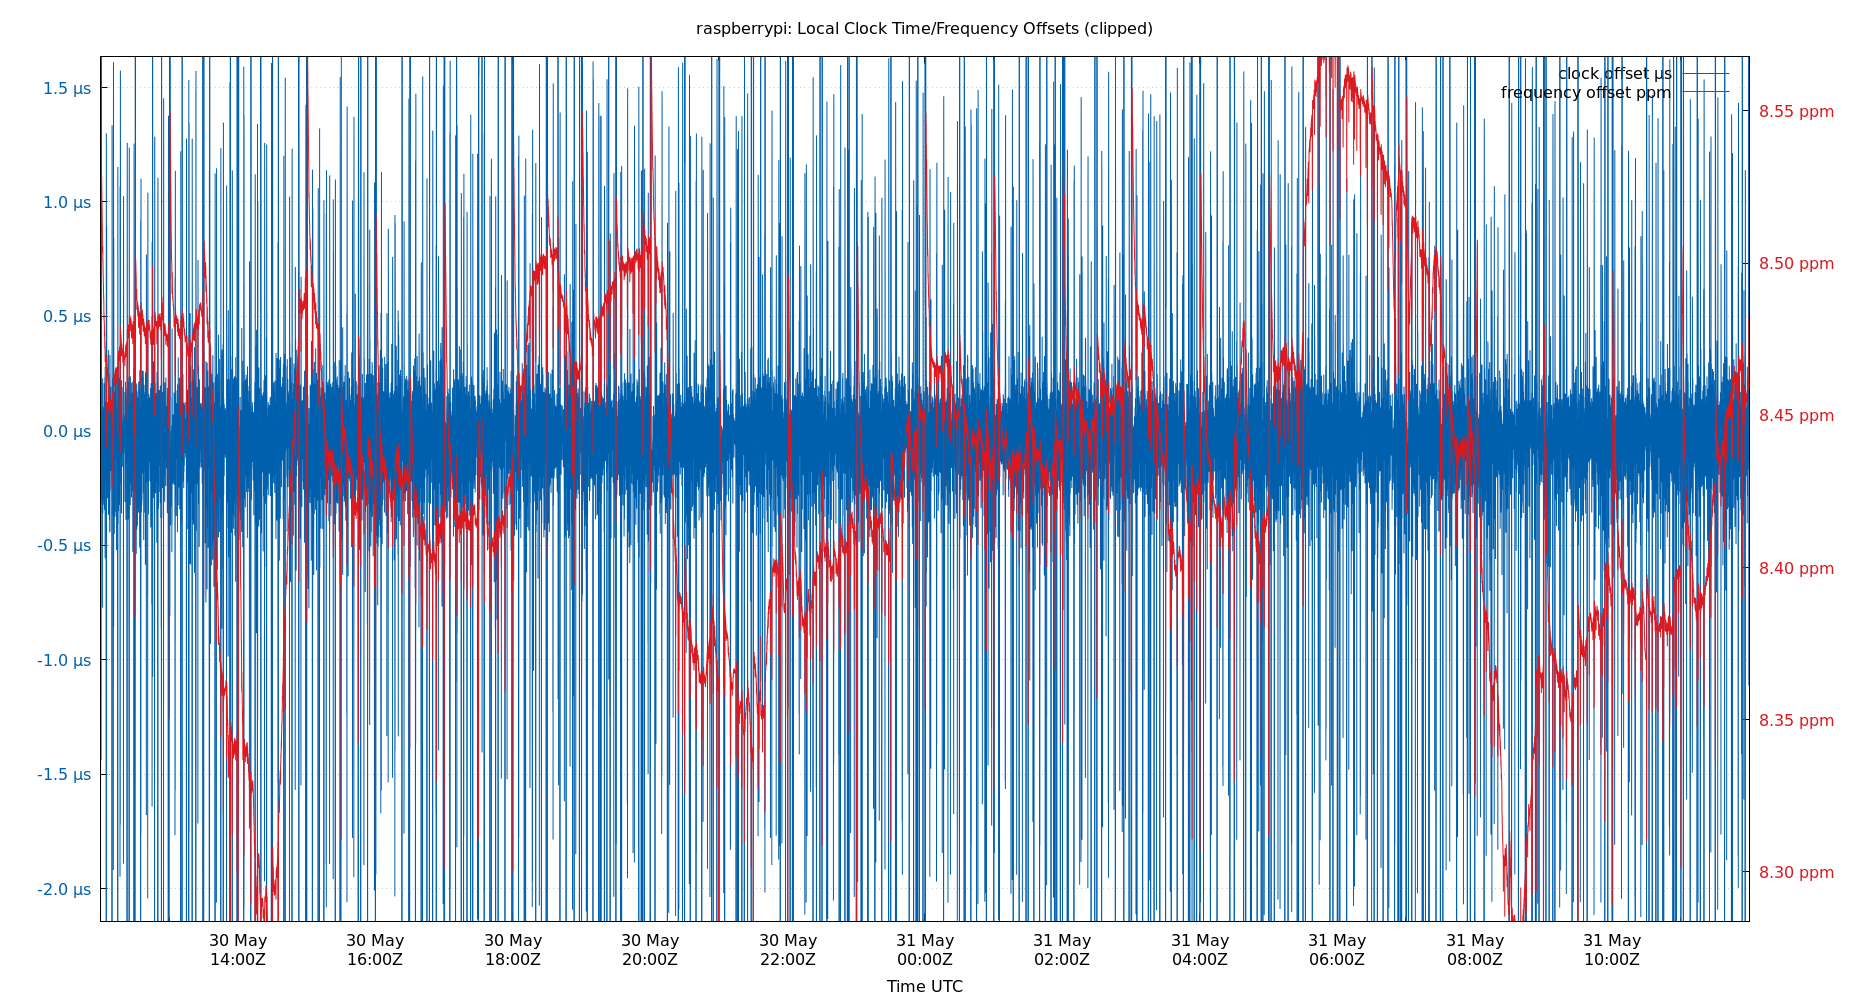 raspberrypi: Local Clock Time/Frequency Offsets (clipped)
clock offset µs
frequency offset ppm
1.5 µs
1.0 µs
0.5 µs
0.0 µs
-0.5 µs
-1.0 µs
-1.5 µs
-2.0 µs
8.55 ppm
8.50 ppm
8.45 ppm
8.40 ppm
8.35 ppm
8.30 ppm
30 May 30 May 30 May 30 May 30 May 31 May 31 May 31 May 31 May 31 May 31 May
14:00Z 16:00Z 18:00Z 20:00Z 22:00Z 00:00Z 02:00Z 04:00Z 06:00Z 08:00Z 10:00Z
Time UTC